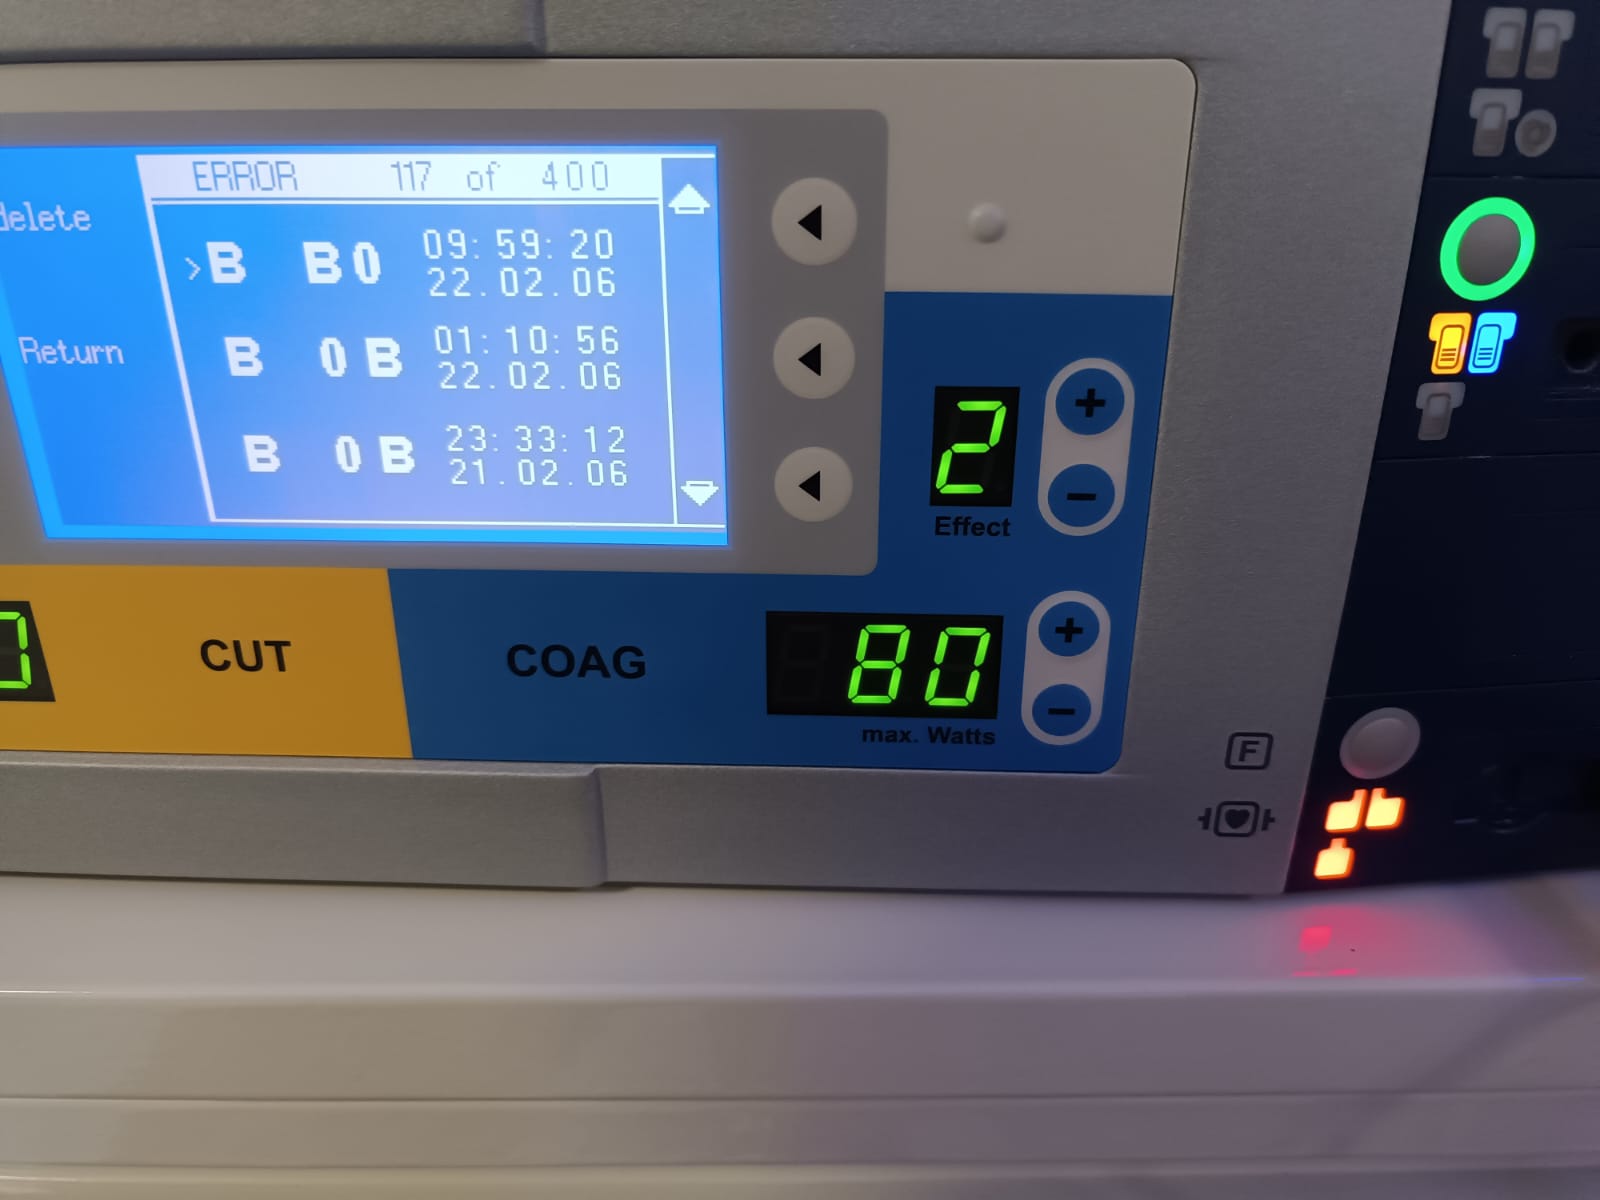 ERROR 117 of 400
delete
>B B0 09:59:20
22.02.06
Return
B 0B 01:10:56
22.02.06
B 0B 23:33:12
21.02.06
2
Effect
CUT
COAG
80
max. Watts
F